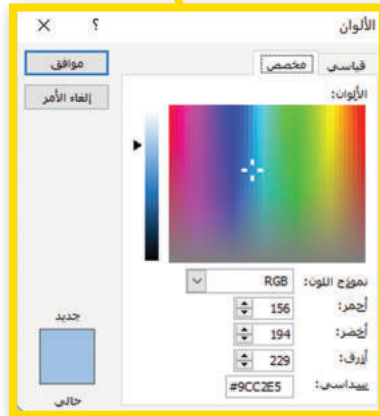 الألوان ؟ ×
قياسي مخصص
موافق
إلغاء الأمر
الألوان:
نموذج اللون: RGB
أحمر: 156
أخضر: 194
أزرق: 229
سداسي: #9CC2E5
جديد
حالي